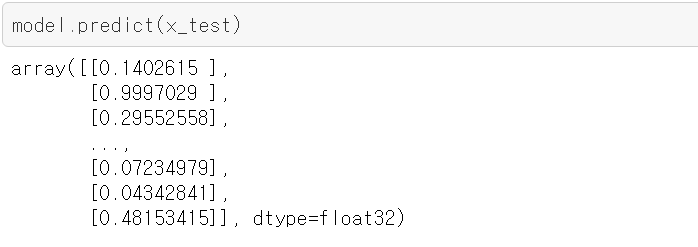 model.predict(x_test)
array([[0.1402615 ],
       [0.9997029 ],
       [0.29552558],
       ...,
       [0.07234979],
       [0.04342841],
       [0.48153415]], dtype=float32)